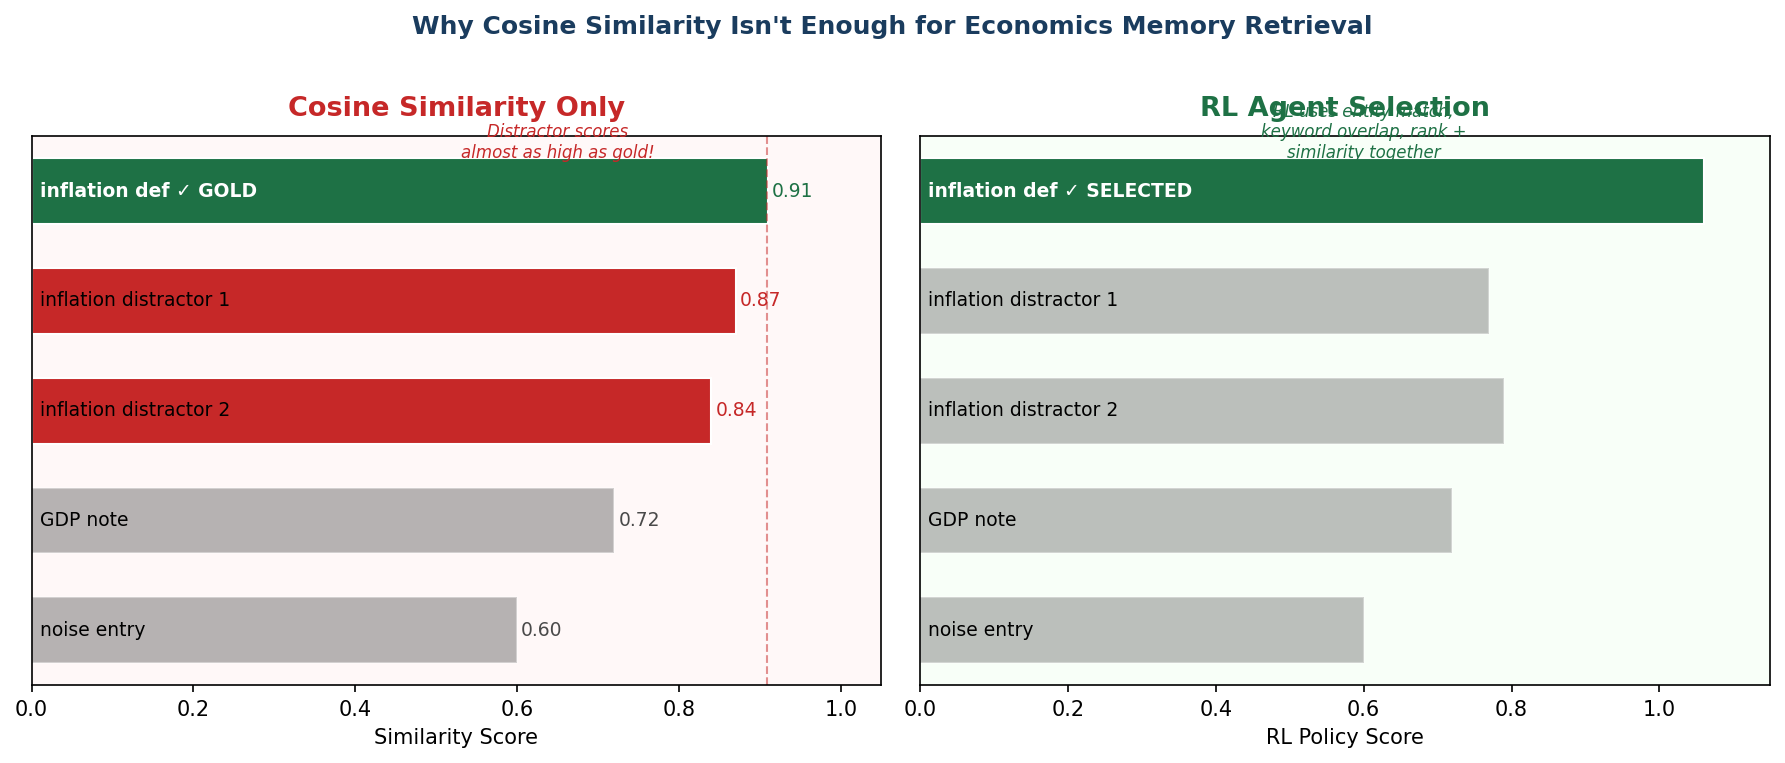 Why Cosine Similarity Isn't Enough for Economics Memory Retrieval
Cosine Similarity Only
Distractor scores
almost as high as gold!
inflation def ✓ GOLD
0.91
inflation distractor 1
0.87
inflation distractor 2
0.84
GDP note
0.72
noise entry
0.60
0.0 0.2 0.4 0.6 0.8 1.0
Similarity Score
RL Agent Selection
RL uses entity match,
keyword overlap, rank +
similarity together
inflation def ✓ SELECTED
inflation distractor 1
inflation distractor 2
GDP note
noise entry
0.0 0.2 0.4 0.6 0.8 1.0
RL Policy Score